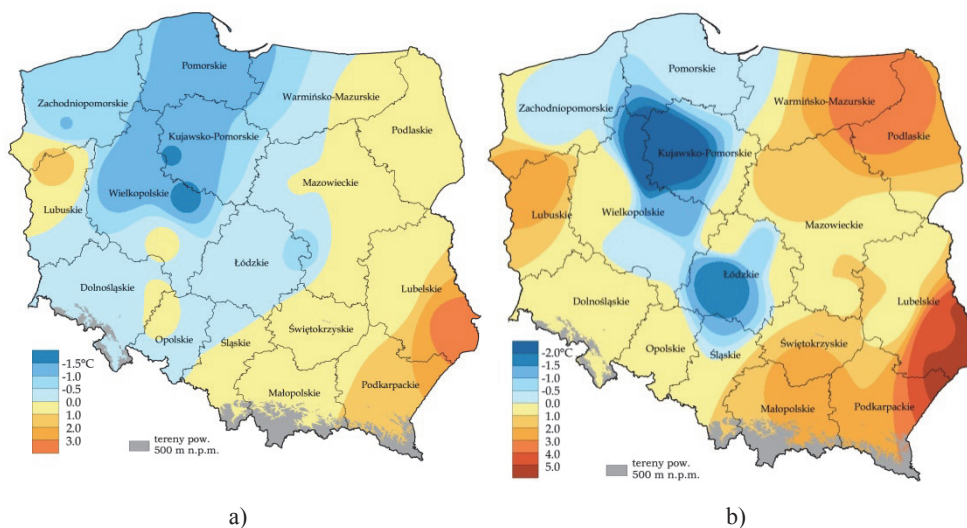 Pomorskie
Zachodniopomorskie
Warmińsko-Mazurskie
Kujawsko-Pomorskie
Podlaskie
Mazowieckie
Wielkopolskie
Lubuskie
Łódzkie
Dolnośląskie
Lubelskie
Świętokrzyskie
Opolskie
Śląskie
Małopolskie
Podkarpackie
-1.5°C
-1.0
-0.5
0.0
1.0
2.0
3.0
tereny pow.
500 m n.p.m.
a)
Pomorskie
Zachodniopomorskie
Warmińsko-Mazurskie
Podlaskie
Kujawsko-Pomorskie
Lubuskie
Wielkopolskie
Mazowieckie
Łódzkie
Dolnośląskie
Lubelskie
Świętokrzyskie
Opolskie
Śląskie
Małopolskie
Podkarpackie
-2.0°C
-1.5
-1.0
-0.5
0.0
1.0
2.0
3.0
4.0
5.0
tereny pow.
500 m n.p.m.
b)